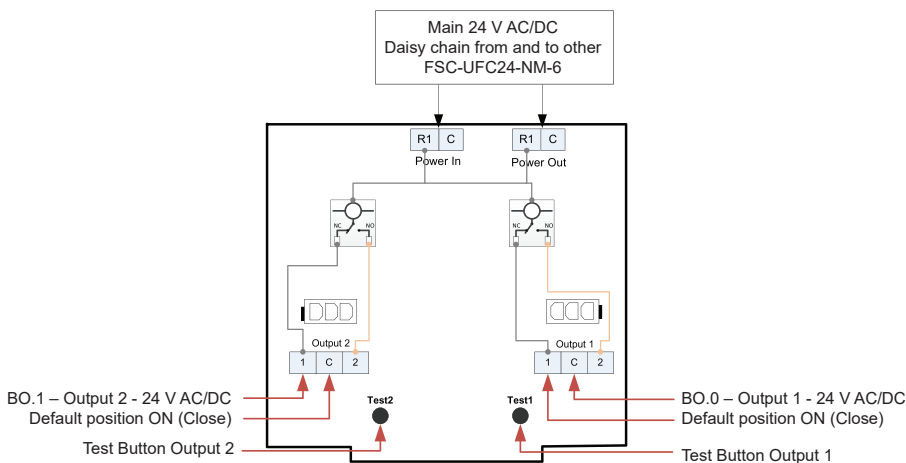 Main 24 V AC/DC
Daisy chain from and to other
FSC-UFC24-NM-6
R1 C
Power In
R1 C
Power Out
NC NO
NC NO
Output 2
1 C 2
Output 1
1 C 2
BO.1 – Output 2 - 24 V AC/DC
Default position ON (Close)
Test Button Output 2
Test2
Test1
BO.0 – Output 1 - 24 V AC/DC
Default position ON (Close)
Test Button Output 1